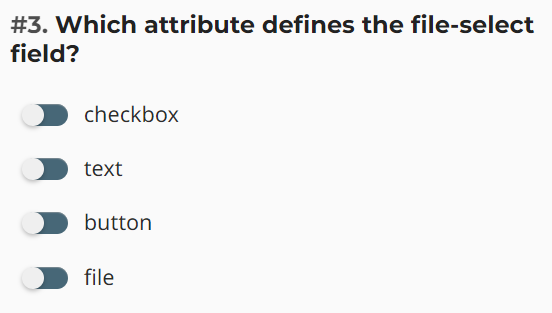 #3. Which attribute defines the file-select
field?
checkbox
text
button
file